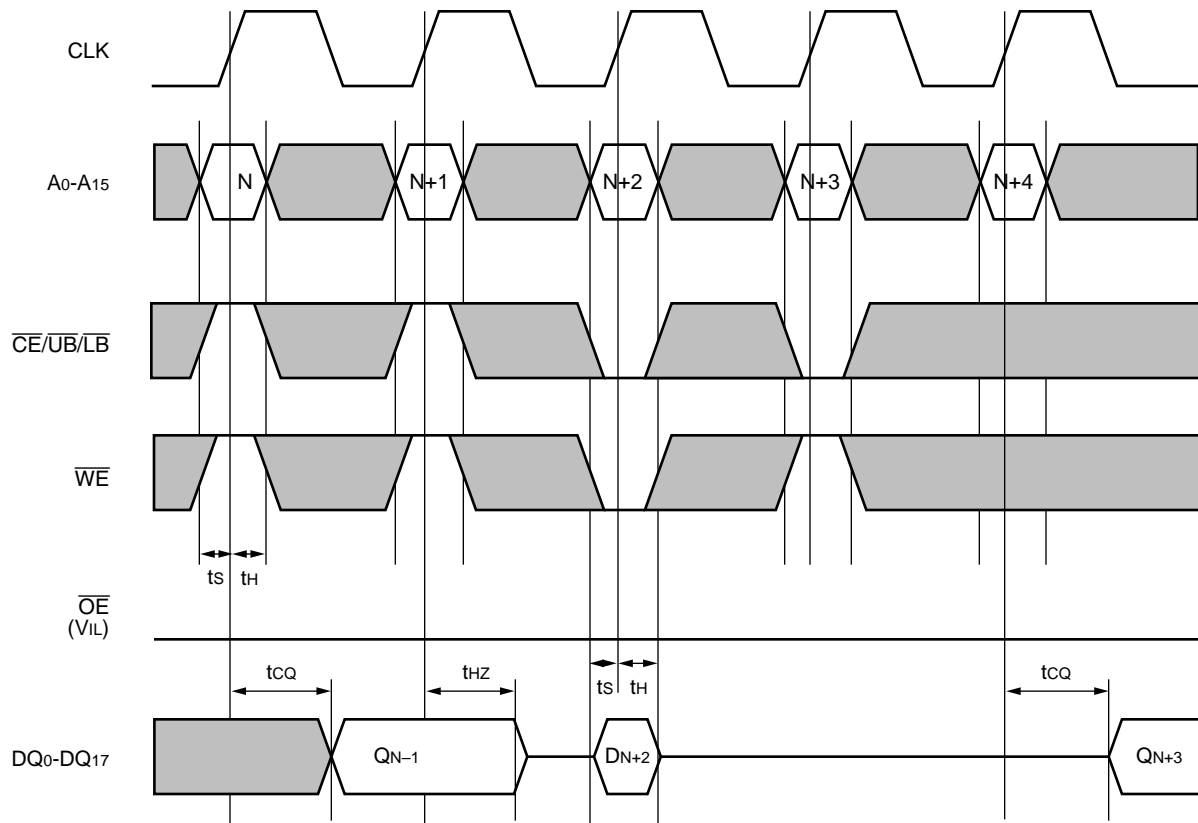 CLK
A0-A15
N
N+1
N+2
N+3
N+4
CE/UB/LB
WE
tS
tH
OE
(VIL)
tCQ
tHZ
tS
tH
tCQ
DQ0-DQ17
QN–1
DN+2
QN+3